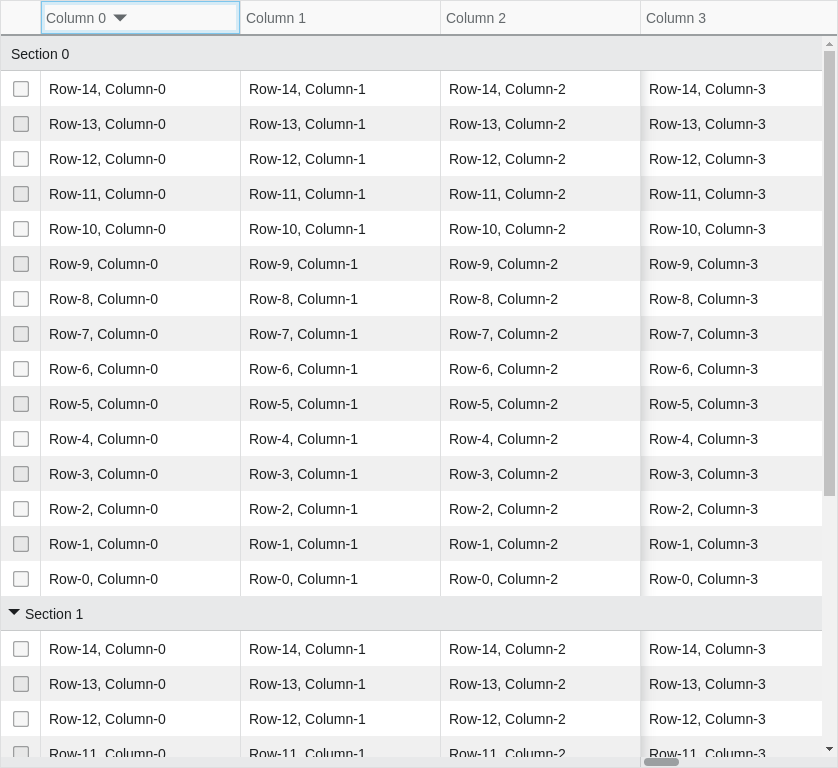 Column 0 Column 1 Column 2 Column 3
Section 0
Row-14, Column-0 Row-14, Column-1 Row-14, Column-2 Row-14, Column-3
Row-13, Column-0 Row-13, Column-1 Row-13, Column-2 Row-13, Column-3
Row-12, Column-0 Row-12, Column-1 Row-12, Column-2 Row-12, Column-3
Row-11, Column-0 Row-11, Column-1 Row-11, Column-2 Row-11, Column-3
Row-10, Column-0 Row-10, Column-1 Row-10, Column-2 Row-10, Column-3
Row-9, Column-0 Row-9, Column-1 Row-9, Column-2 Row-9, Column-3
Row-8, Column-0 Row-8, Column-1 Row-8, Column-2 Row-8, Column-3
Row-7, Column-0 Row-7, Column-1 Row-7, Column-2 Row-7, Column-3
Row-6, Column-0 Row-6, Column-1 Row-6, Column-2 Row-6, Column-3
Row-5, Column-0 Row-5, Column-1 Row-5, Column-2 Row-5, Column-3
Row-4, Column-0 Row-4, Column-1 Row-4, Column-2 Row-4, Column-3
Row-3, Column-0 Row-3, Column-1 Row-3, Column-2 Row-3, Column-3
Row-2, Column-0 Row-2, Column-1 Row-2, Column-2 Row-2, Column-3
Row-1, Column-0 Row-1, Column-1 Row-1, Column-2 Row-1, Column-3
Row-0, Column-0 Row-0, Column-1 Row-0, Column-2 Row-0, Column-3
Section 1
Row-14, Column-0 Row-14, Column-1 Row-14, Column-2 Row-14, Column-3
Row-13, Column-0 Row-13, Column-1 Row-13, Column-2 Row-13, Column-3
Row-12, Column-0 Row-12, Column-1 Row-12, Column-2 Row-12, Column-3
Row-11, Column-0 Row-11, Column-1 Row-11, Column-2 Row-11, Column-3